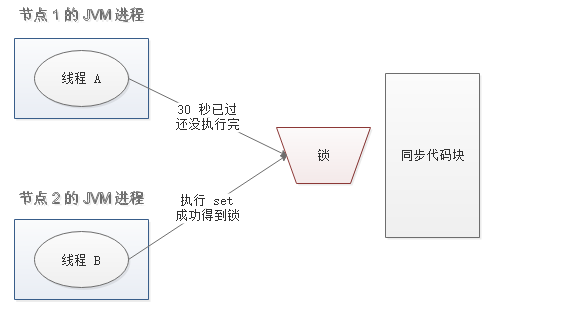 节点 1 的 JVM 进程
线程 A
30 秒已过
还没执行完
锁
同步代码块
节点 2 的 JVM 进程
执行 set
成功得到锁
线程 B